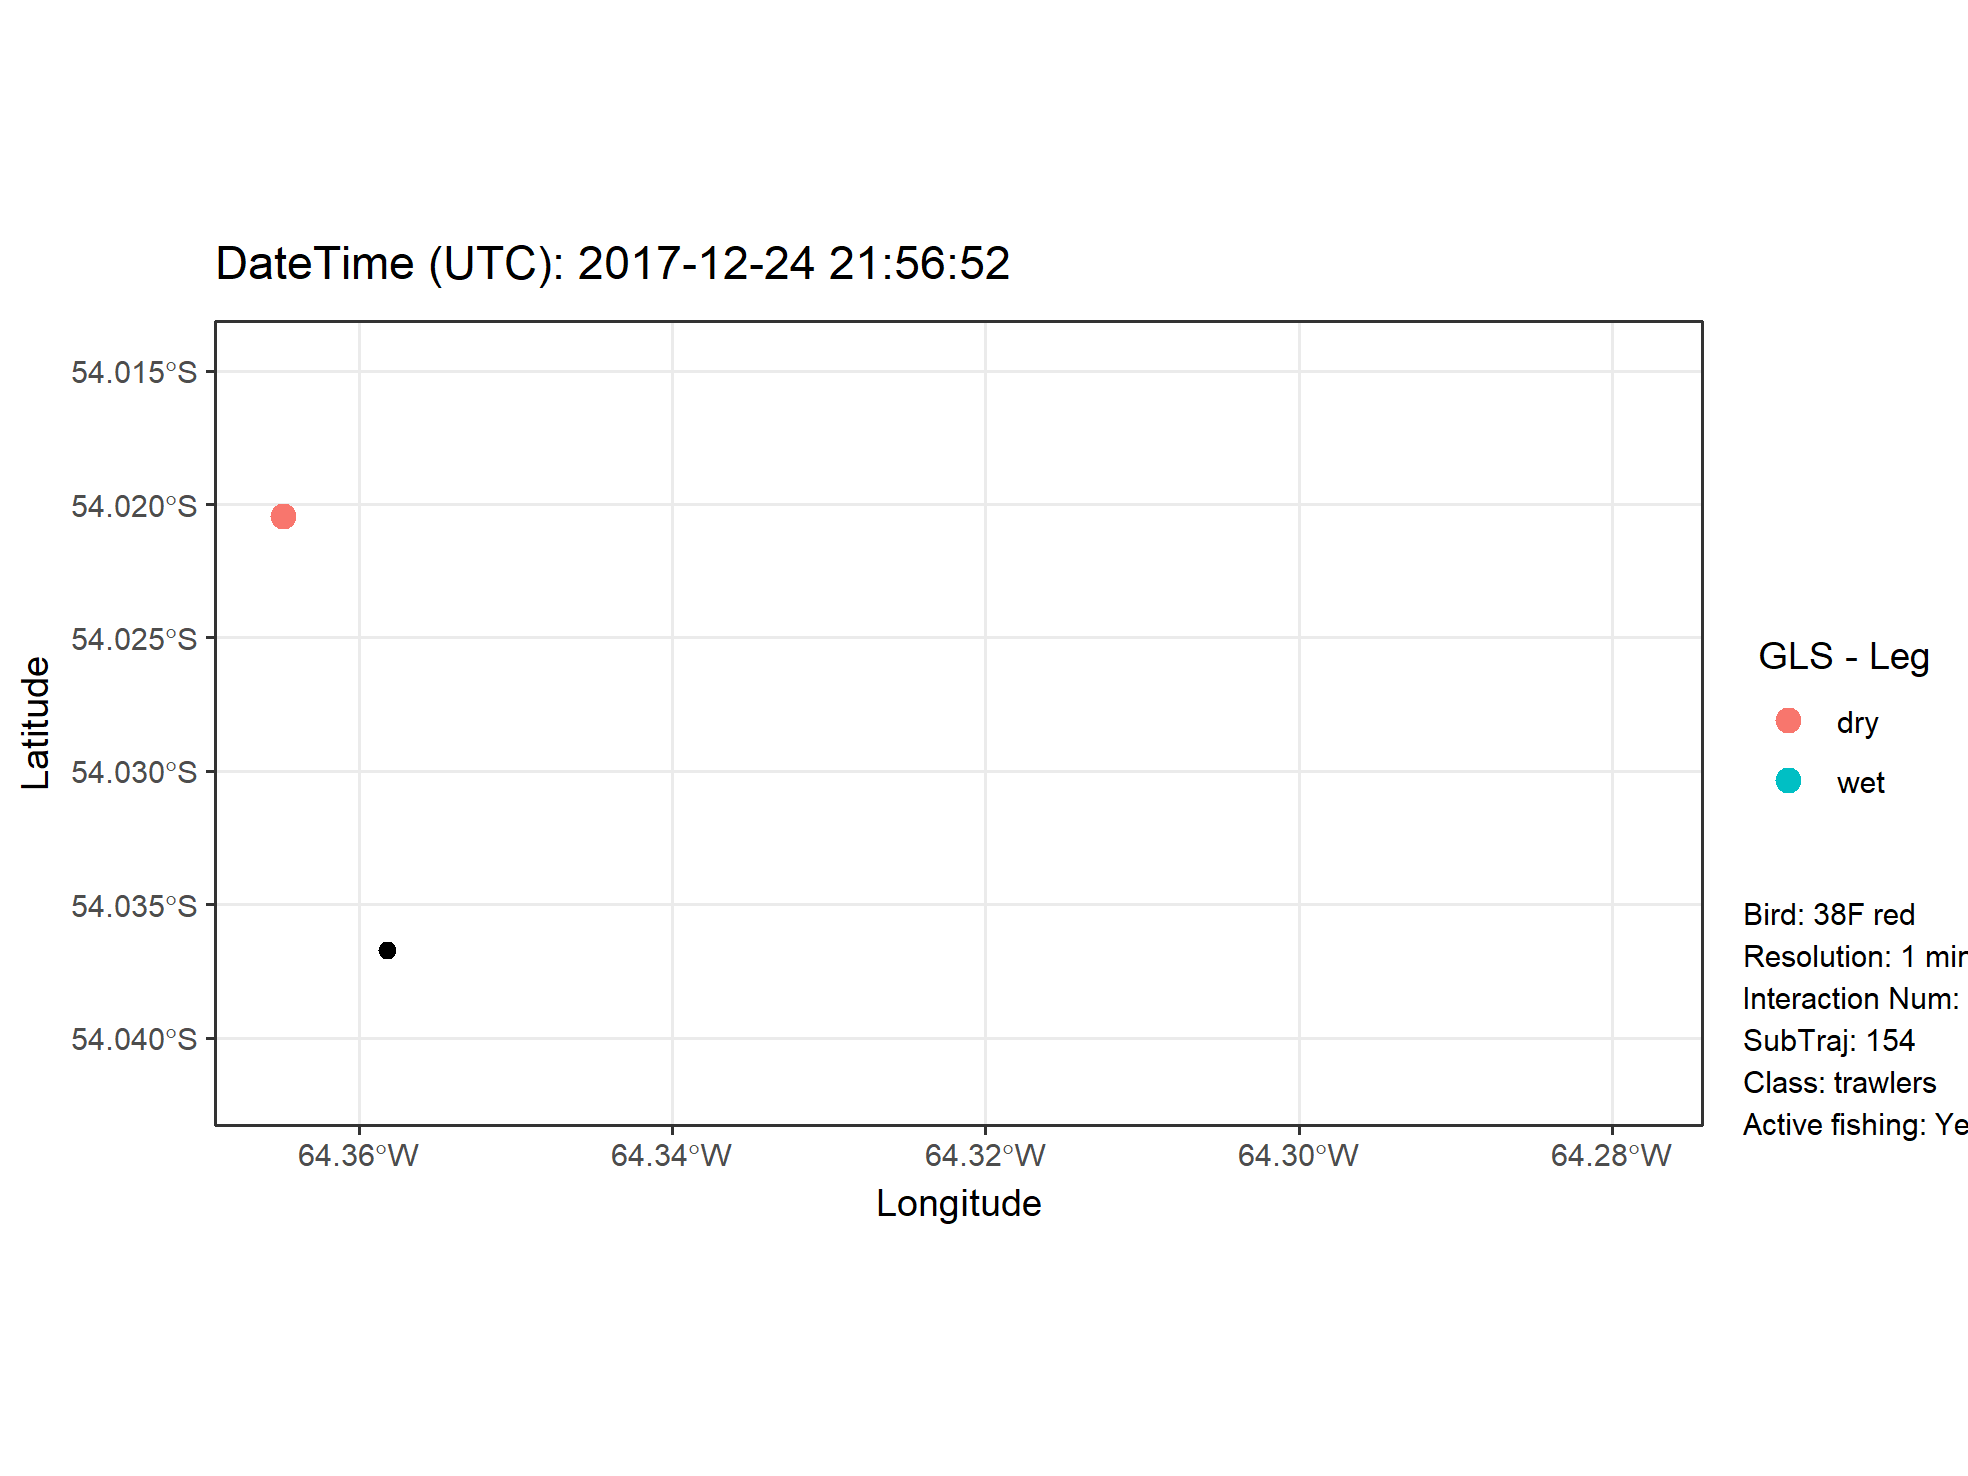 DateTime (UTC): 2017-12-24 21:56:52
54.015°S
54.020°S
54.025°S
54.030°S
54.035°S
54.040°S
Latitude
64.36°W
64.34°W
64.32°W
64.30°W
64.28°W
Longitude
GLS - Leg
dry
wet
Bird: 38F red
Resolution: 1 min
Interaction Num:
SubTraj: 154
Class: trawlers
Active fishing: Ye